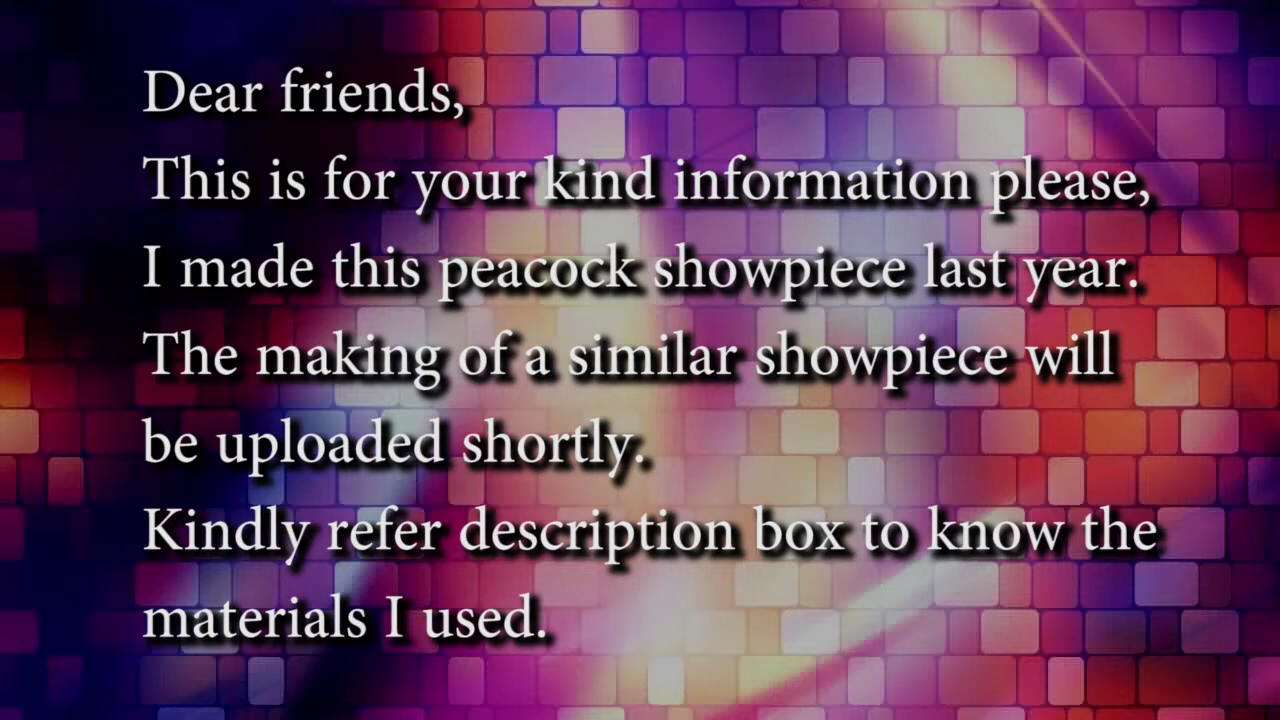 Dear friends,
This is for your kind information please,
I made this peacock showpiece last year.
The making of a similar showpiece will
be uploaded shortly.
Kindly refer description box to know the
materials I used.